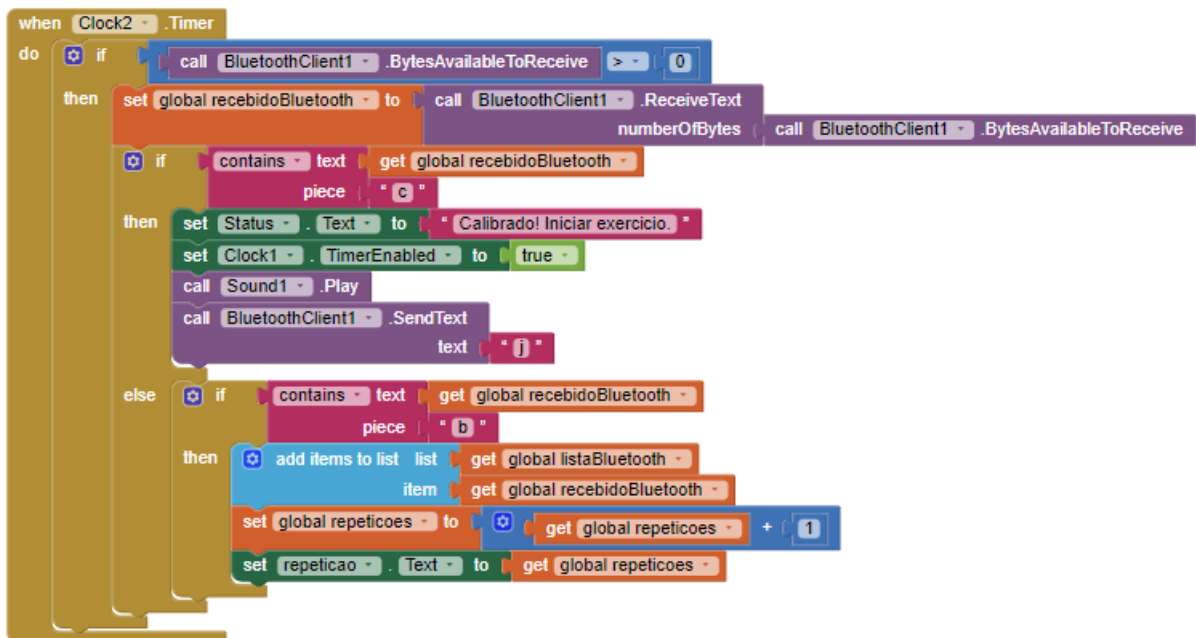 when Clock2 .Timer
do if call BluetoothClient1 .BytesAvailableToReceive > 0
then set global recebidoBluetooth to call BluetoothClient1 .ReceiveText
numberOfBytes call BluetoothClient1 .BytesAvailableToReceive
if contains text get global recebidoBluetooth
piece " c "
then set Status . Text to " Calibrado! Iniciar exercicio. "
set Clock1 . TimerEnabled to true
call Sound1 .Play
call BluetoothClient1 .SendText
text " j "
else if contains text get global recebidoBluetooth
piece " b "
then add items to list list get global listaBluetooth
item get global recebidoBluetooth
set global repeticoes to get global repeticoes + 1
set repeticao . Text to get global repeticoes